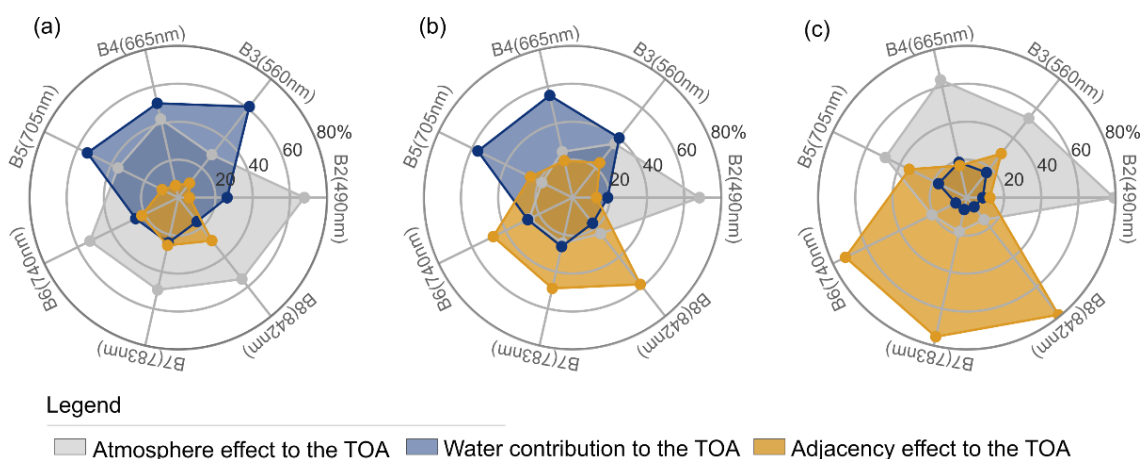 (a)
B4(665nm)
B3(560nm)
B5(705nm)
80%
60
40
20
B2(490nm)
B6(740nm)
B7(783nm)
B8(842nm)
(b)
B4(665nm)
B3(560nm)
B5(705nm)
80%
60
40
20
B2(490nm)
B6(740nm)
B7(783nm)
B8(842nm)
(c)
B4(665nm)
B3(560nm)
B5(705nm)
80%
60
40
20
B2(490nm)
B6(740nm)
B7(783nm)
B8(842nm)
Legend
Atmosphere effect to the TOA Water contribution to the TOA Adjacency effect to the TOA